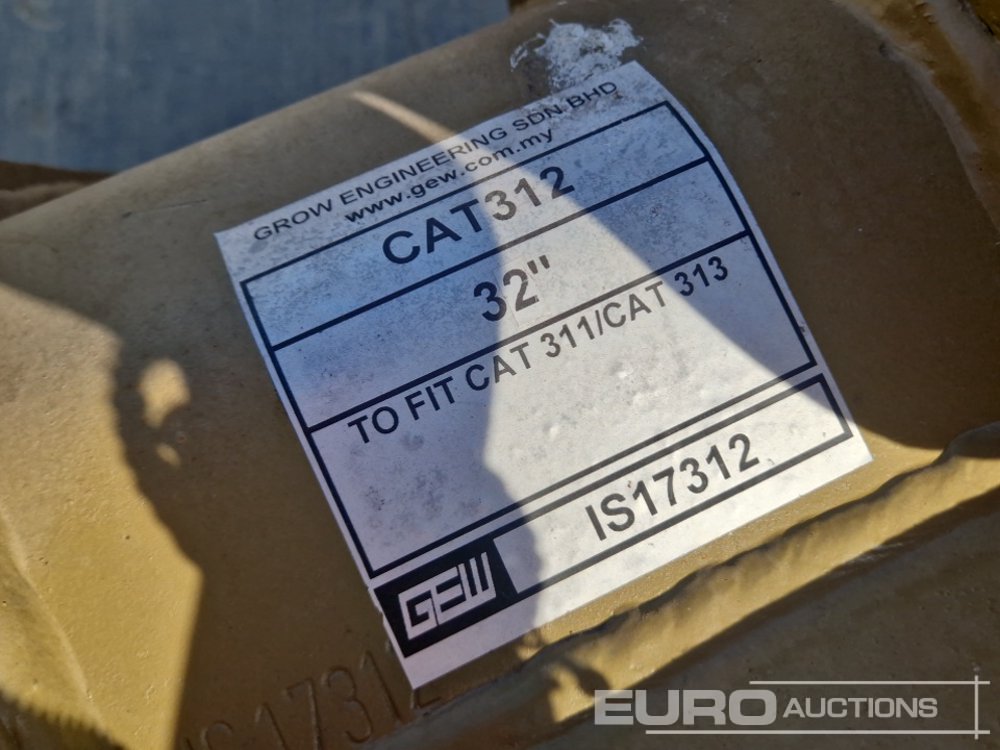 GROW ENGINEERING SDN BHD
www.gew.com.my
CAT312
32"
TO FIT CAT 311/CAT 313
IS17312
GEW
IS17312
EURO AUCTIONS